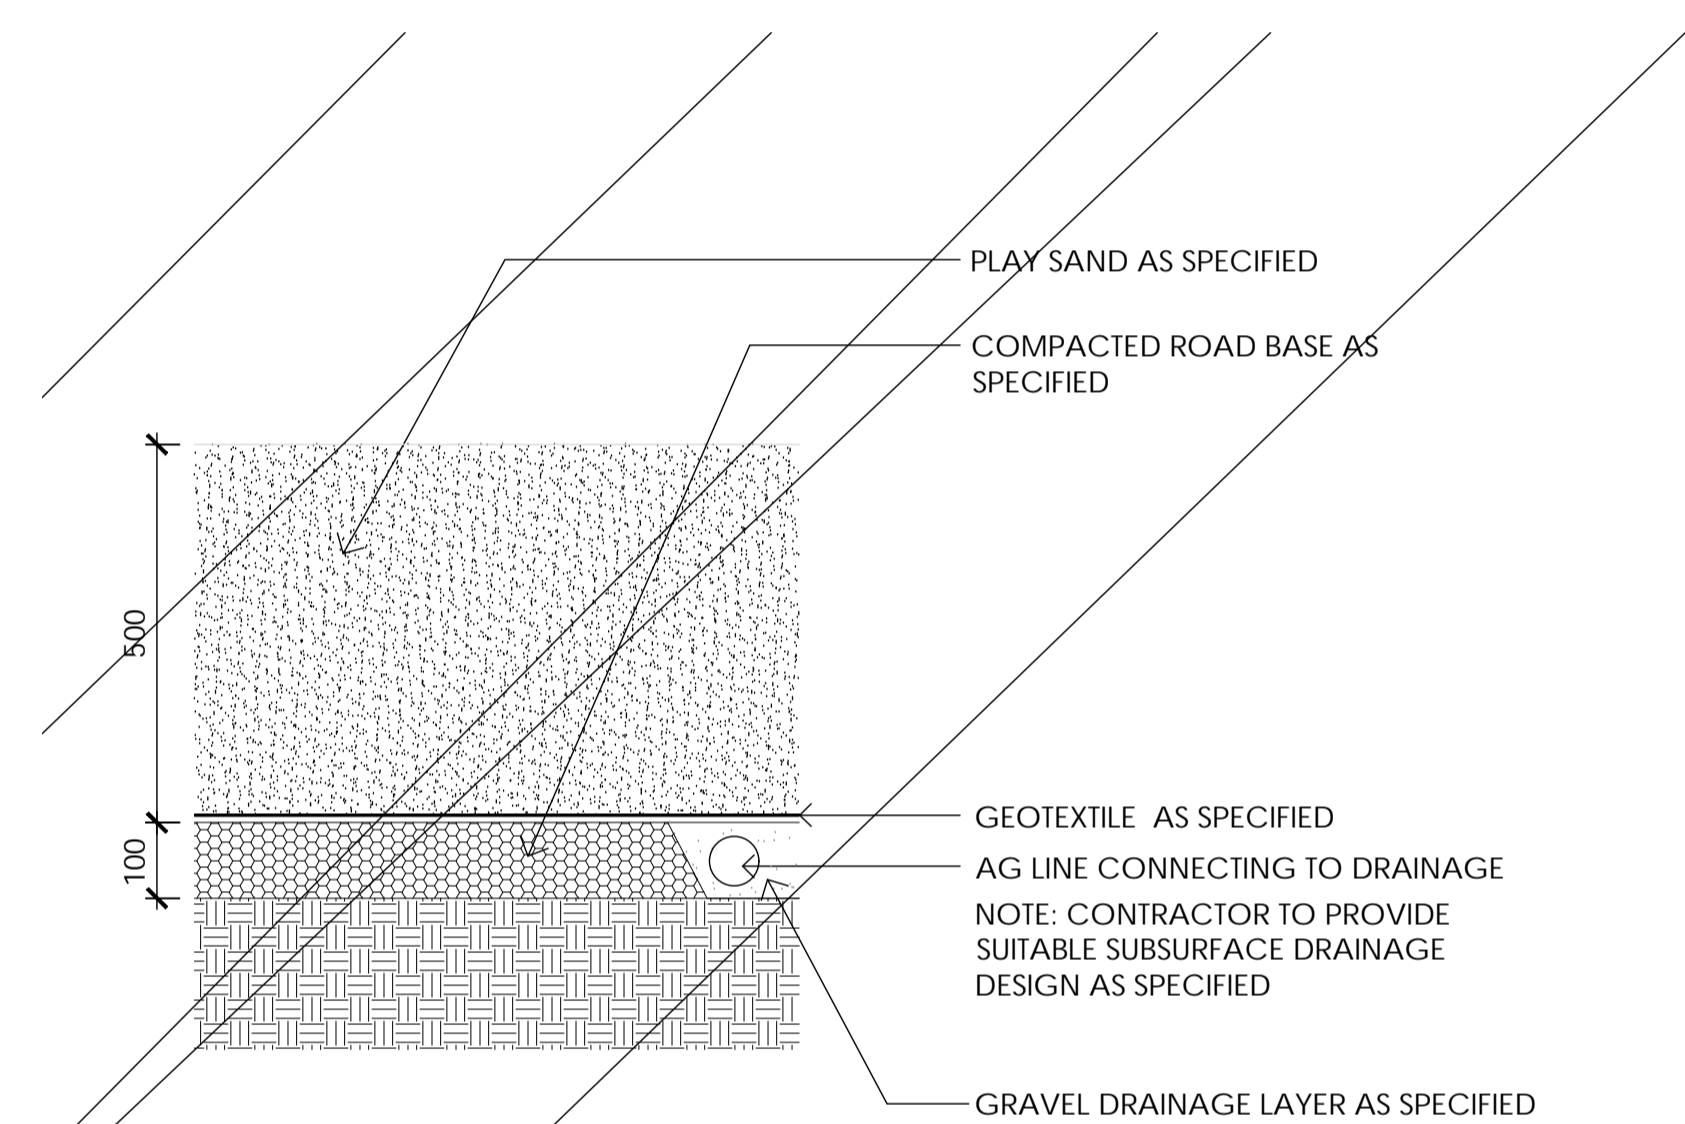 PLAY SAND AS SPECIFIED
COMPACTED ROAD BASE AS
SPECIFIED
500
100
GEOTEXTILE AS SPECIFIED
AG LINE CONNECTING TO DRAINAGE
NOTE: CONTRACTOR TO PROVIDE
SUITABLE SUBSURFACE DRAINAGE
DESIGN AS SPECIFIED
GRAVEL DRAINAGE LAYER AS SPECIFIED